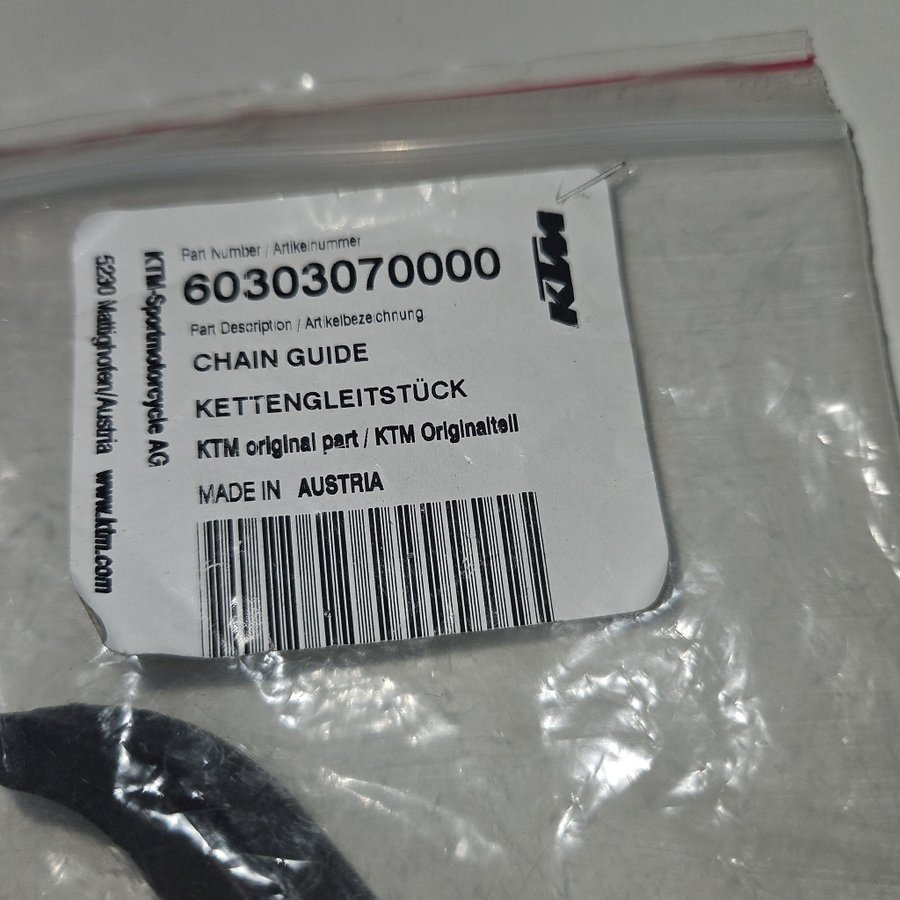 Part Number / Artikelnummer
60303070000
Part Description / Artikelbezeichnung
CHAIN GUIDE
KETTENGLEITSTÜCK
KTM original part / KTM Originalteil
MADE IN AUSTRIA
KTM
KTM-Sportmotorcycle AG
5230 Mattighofen/Austria www.ktm.com